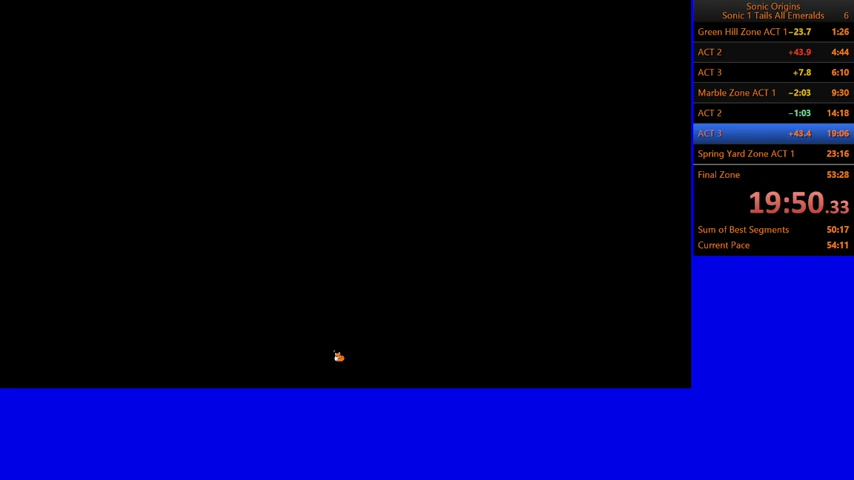 Sonic Origins
Sonic 1 Tails All Emeralds 6
Green Hill Zone ACT 1 −23.7 1:26
ACT 2 +43.9 4:44
ACT 3 +7.8 6:10
Marble Zone ACT 1 −2:03 9:30
ACT 2 −1:03 14:18
ACT 3 +43.4 19:06
Spring Yard Zone ACT 1 23:16
Final Zone 53:28
19:50.33
Sum of Best Segments 50:17
Current Pace 54:11